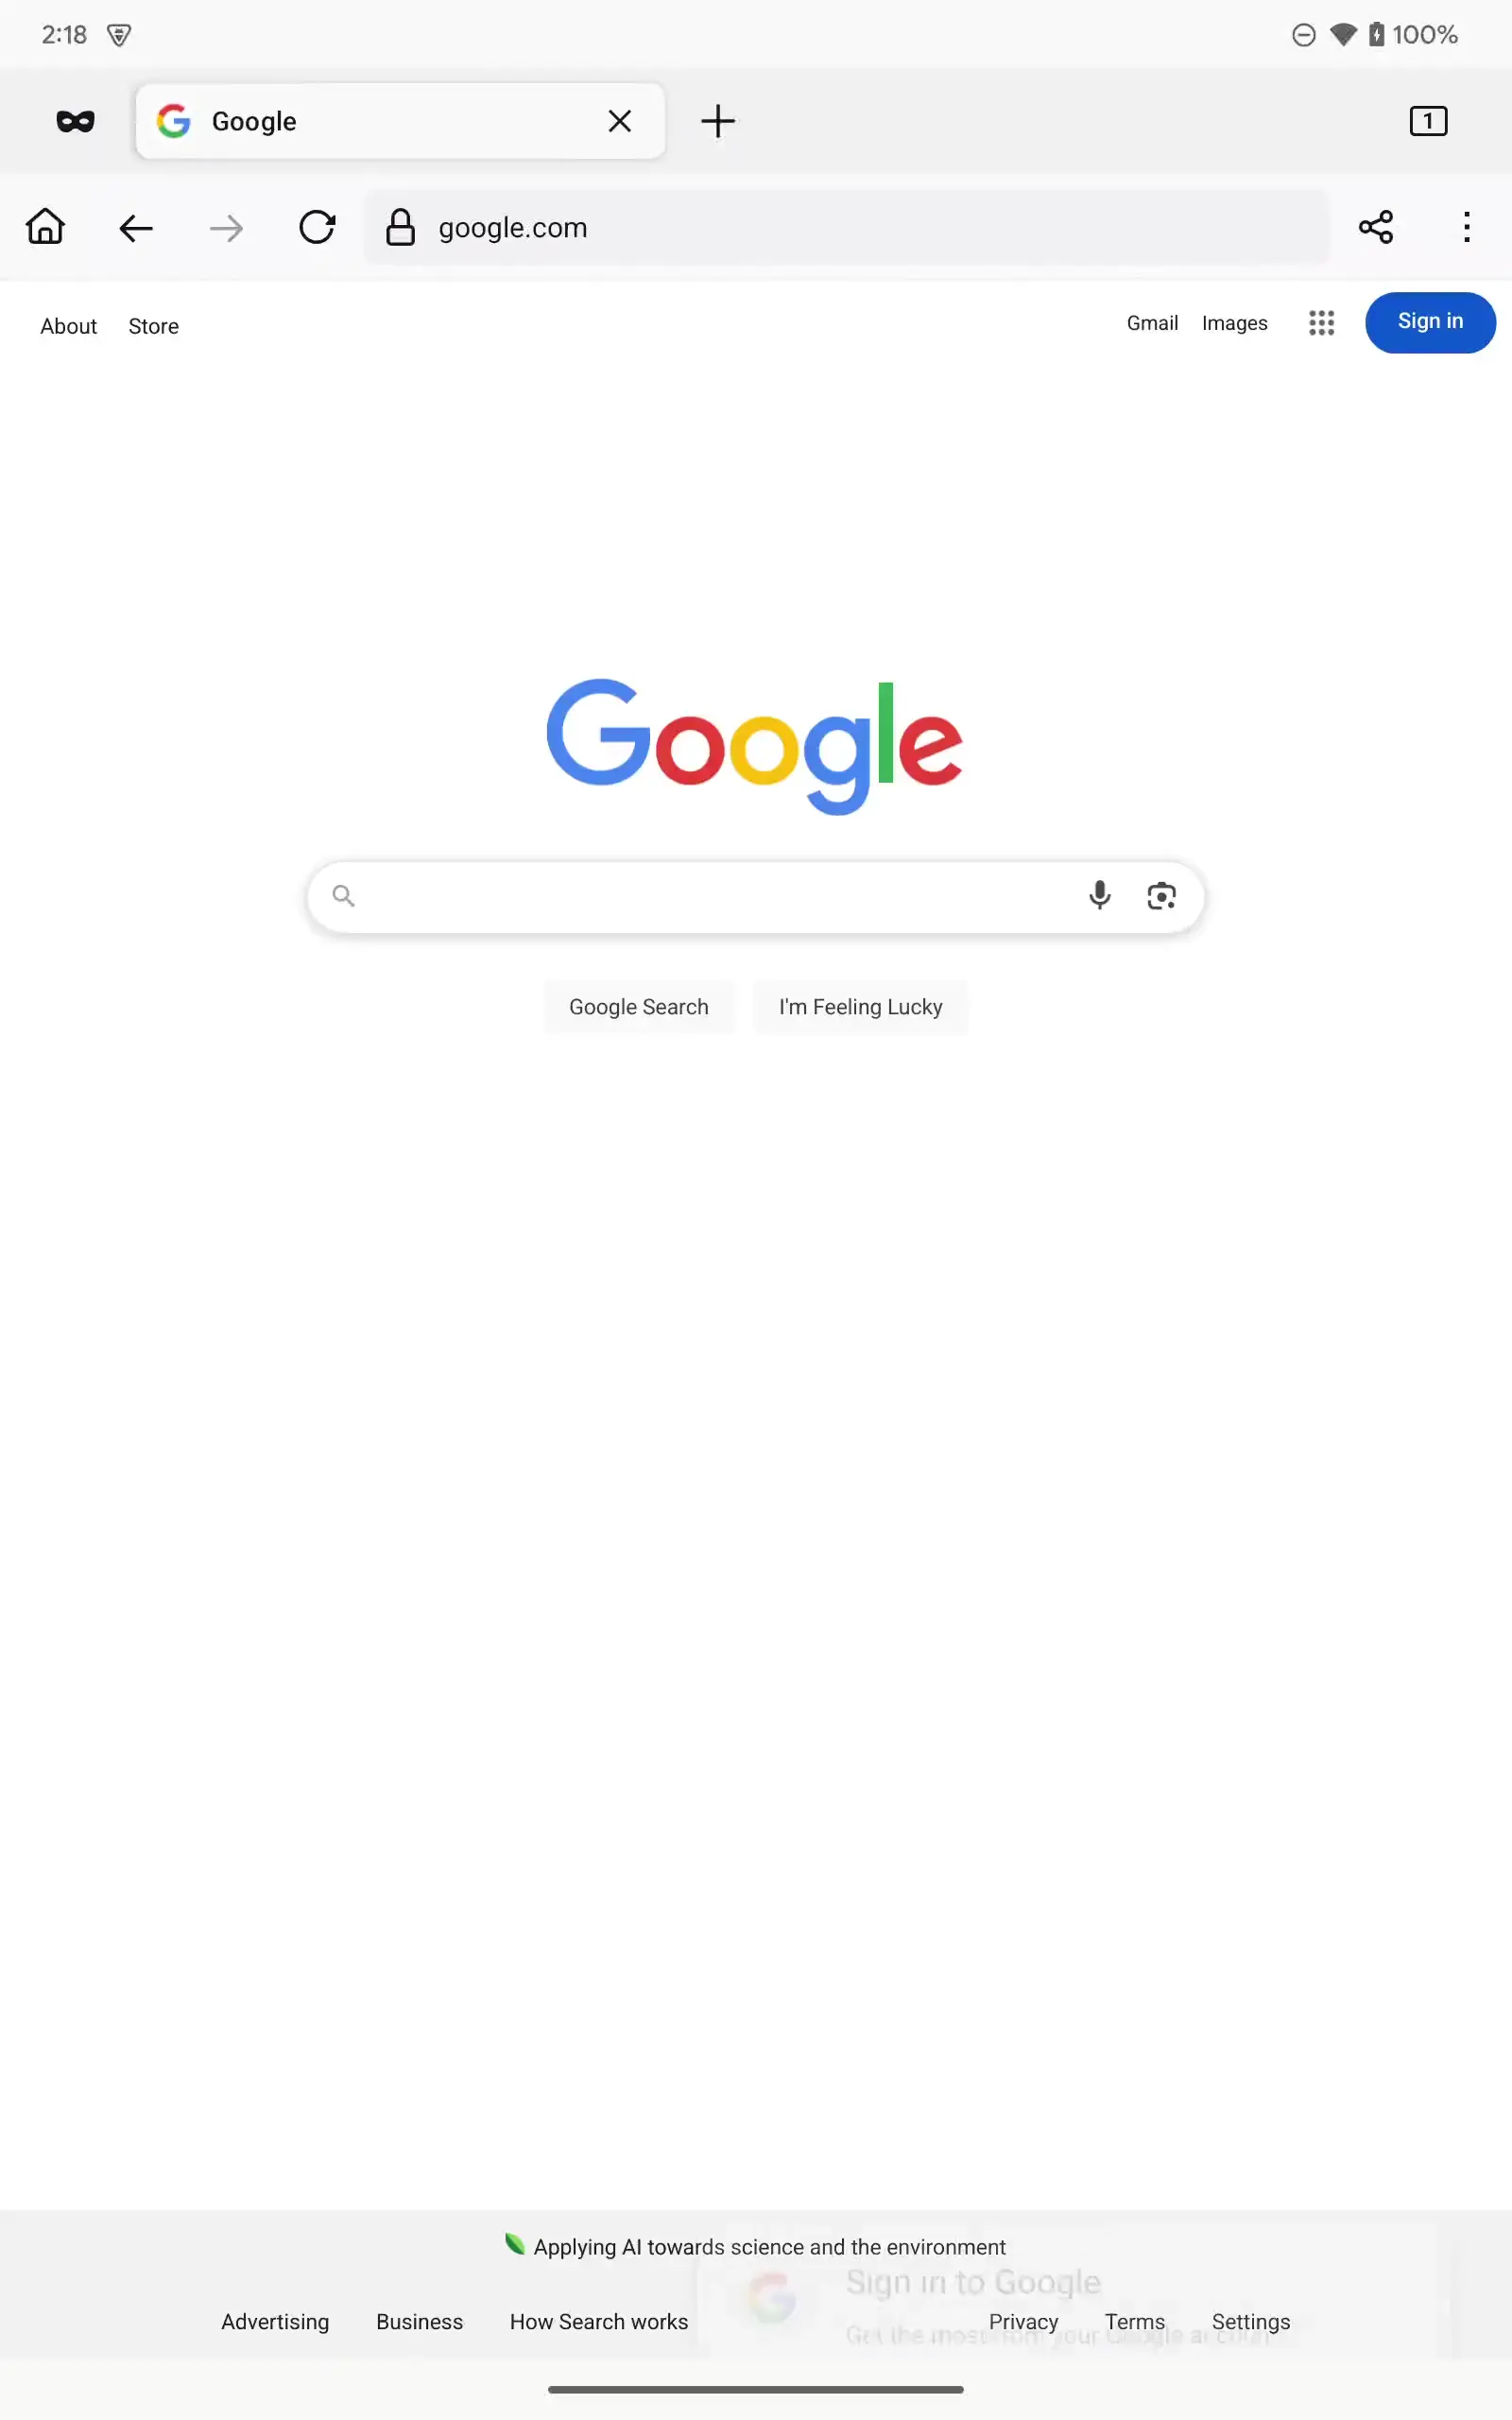 2:18
100%
Google
1
google.com
About Store
Gmail Images Sign in
Google
Google Search I'm Feeling Lucky
Applying AI towards science and the environment
Sign in to Google
Get the most from your Google account
Advertising Business How Search works Privacy Terms Settings